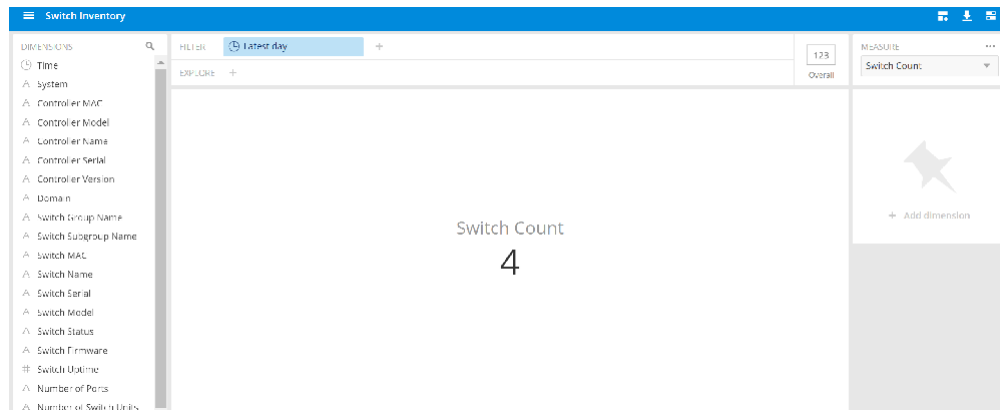 Switch Inventory
DIMENSIONS
Time
System
Controller MAC
Controller Model
Controller Name
Controller Serial
Controller Version
Domain
Switch Group Name
Switch Subgroup Name
Switch MAC
Switch Name
Switch Serial
Switch Model
Switch Status
Switch Firmware
# Switch Uptime
Number of Ports
Number of Switch Units
FILTER
Latest day
+
EXPLORE +
123
Overall
Switch Count
4
MEASURE
...
Switch Count
+ Add dimension